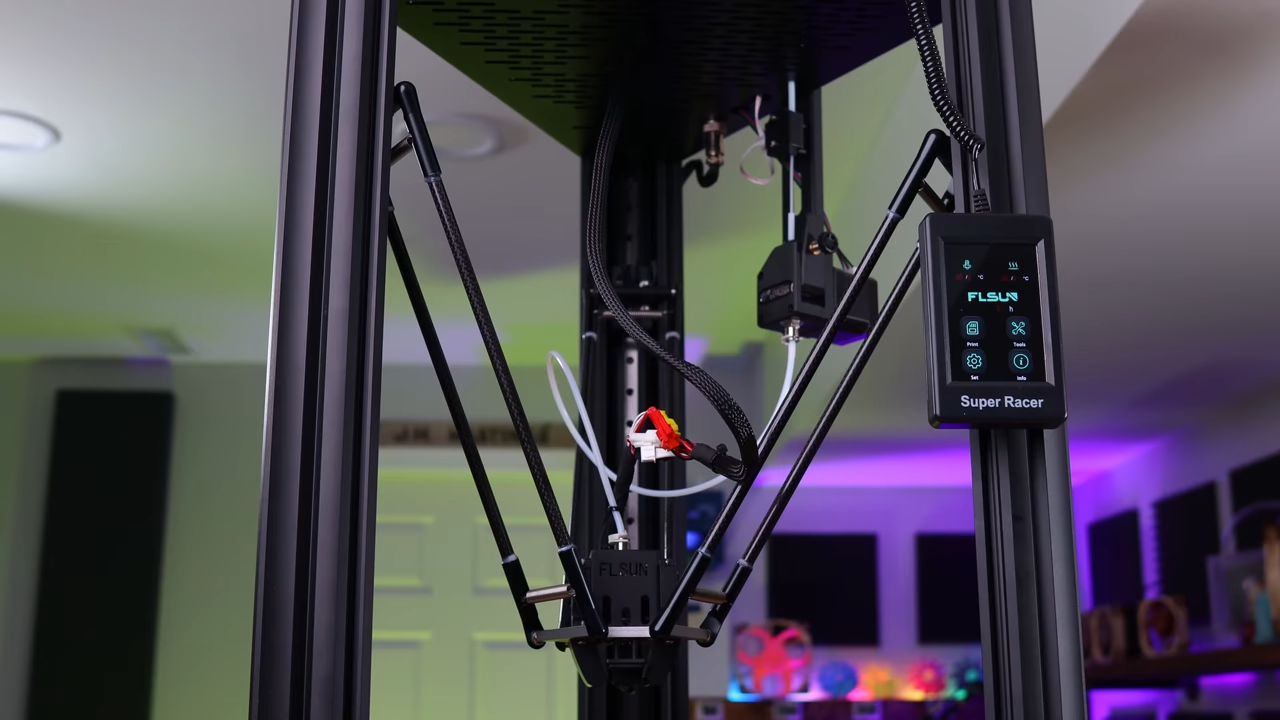 °C
°C
FLSUN
h
Print
Tools
Set
Info
Super Racer
FLSUN